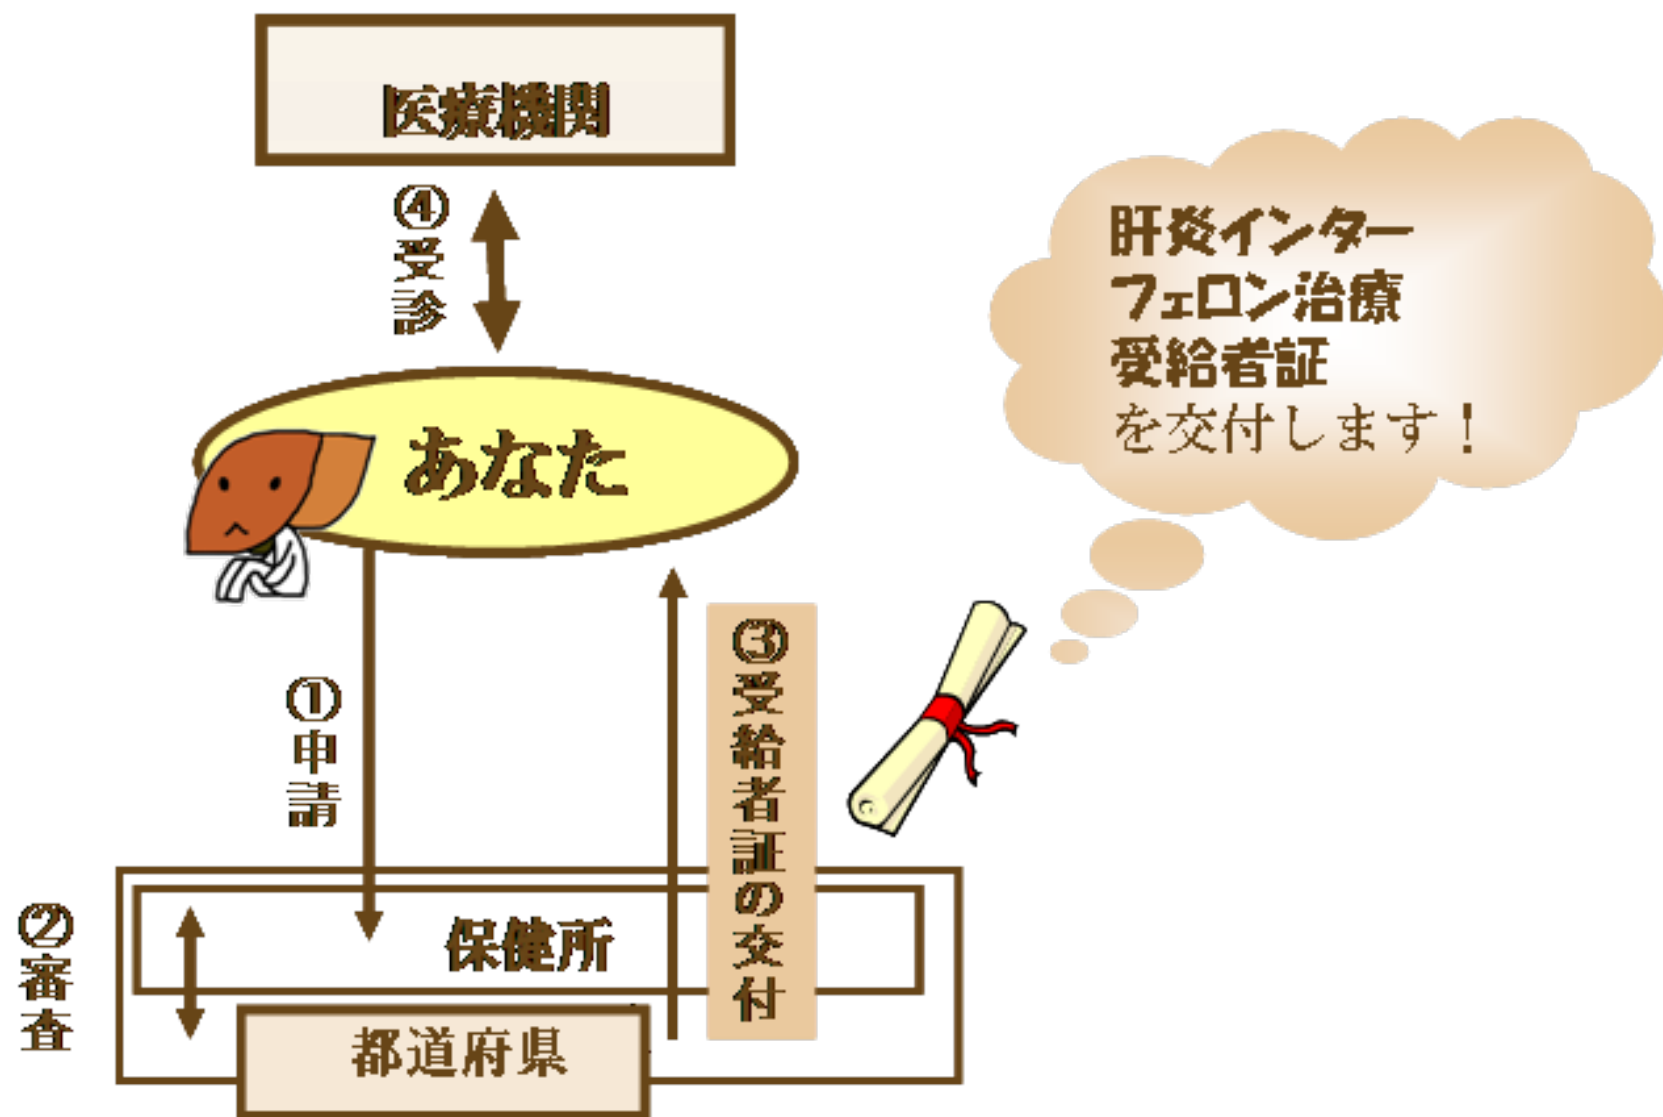 医療機関
④受診
肝炎インター
フェロン治療
受給者証
を交付します！
あなた
①申請
③受給者証の交付
②審査
保健所
都道府県